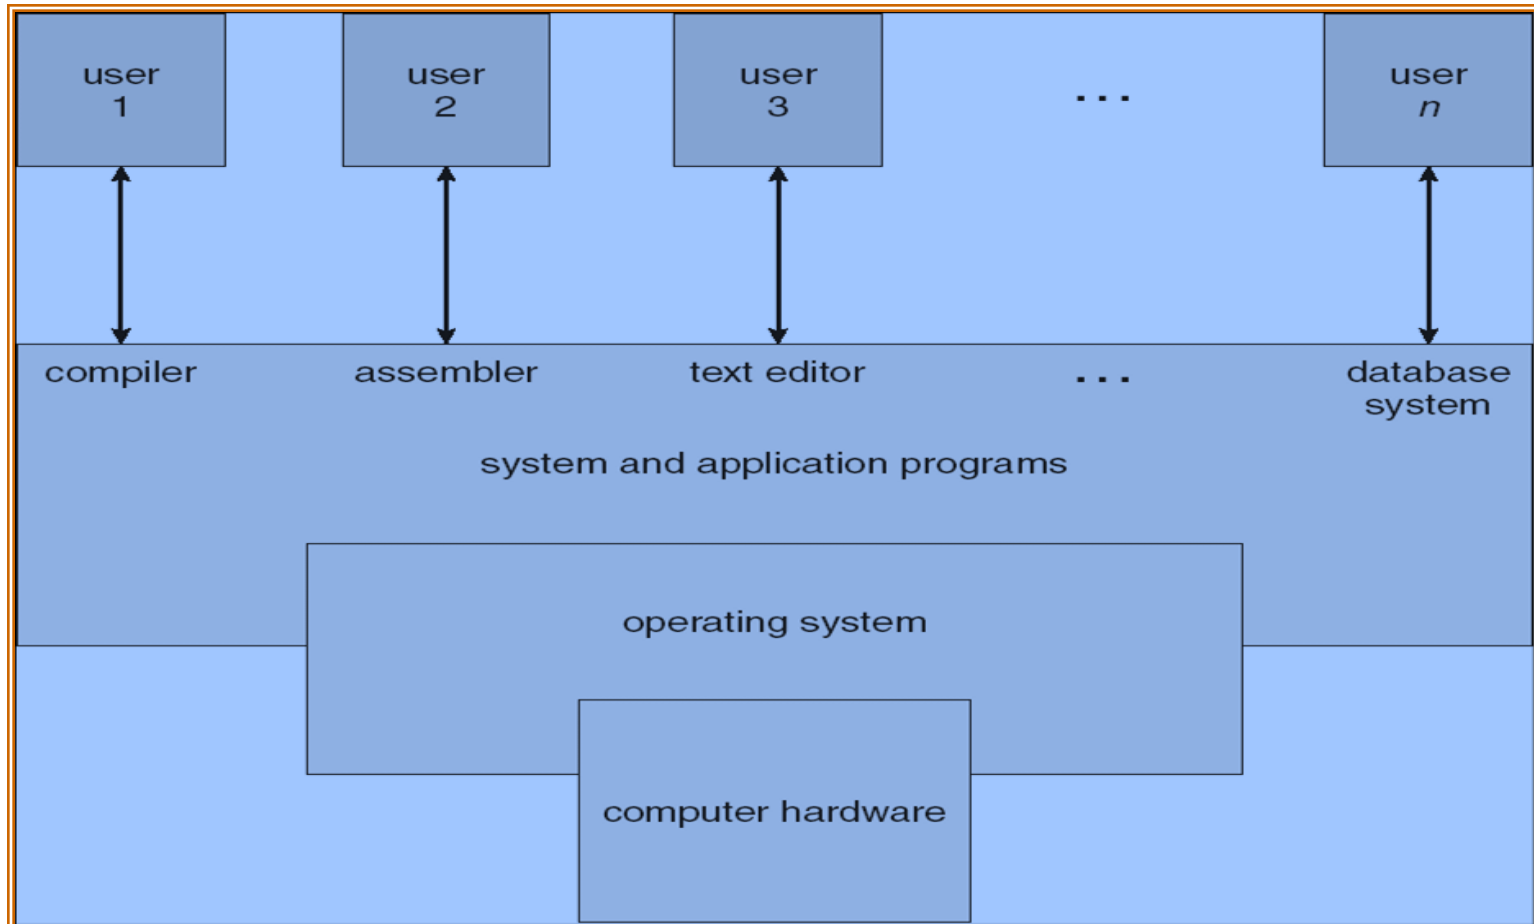 user
1
user
2
user
3
...
user
n
compiler
assembler
text editor
...
database
system
system and application programs
operating system
computer hardware